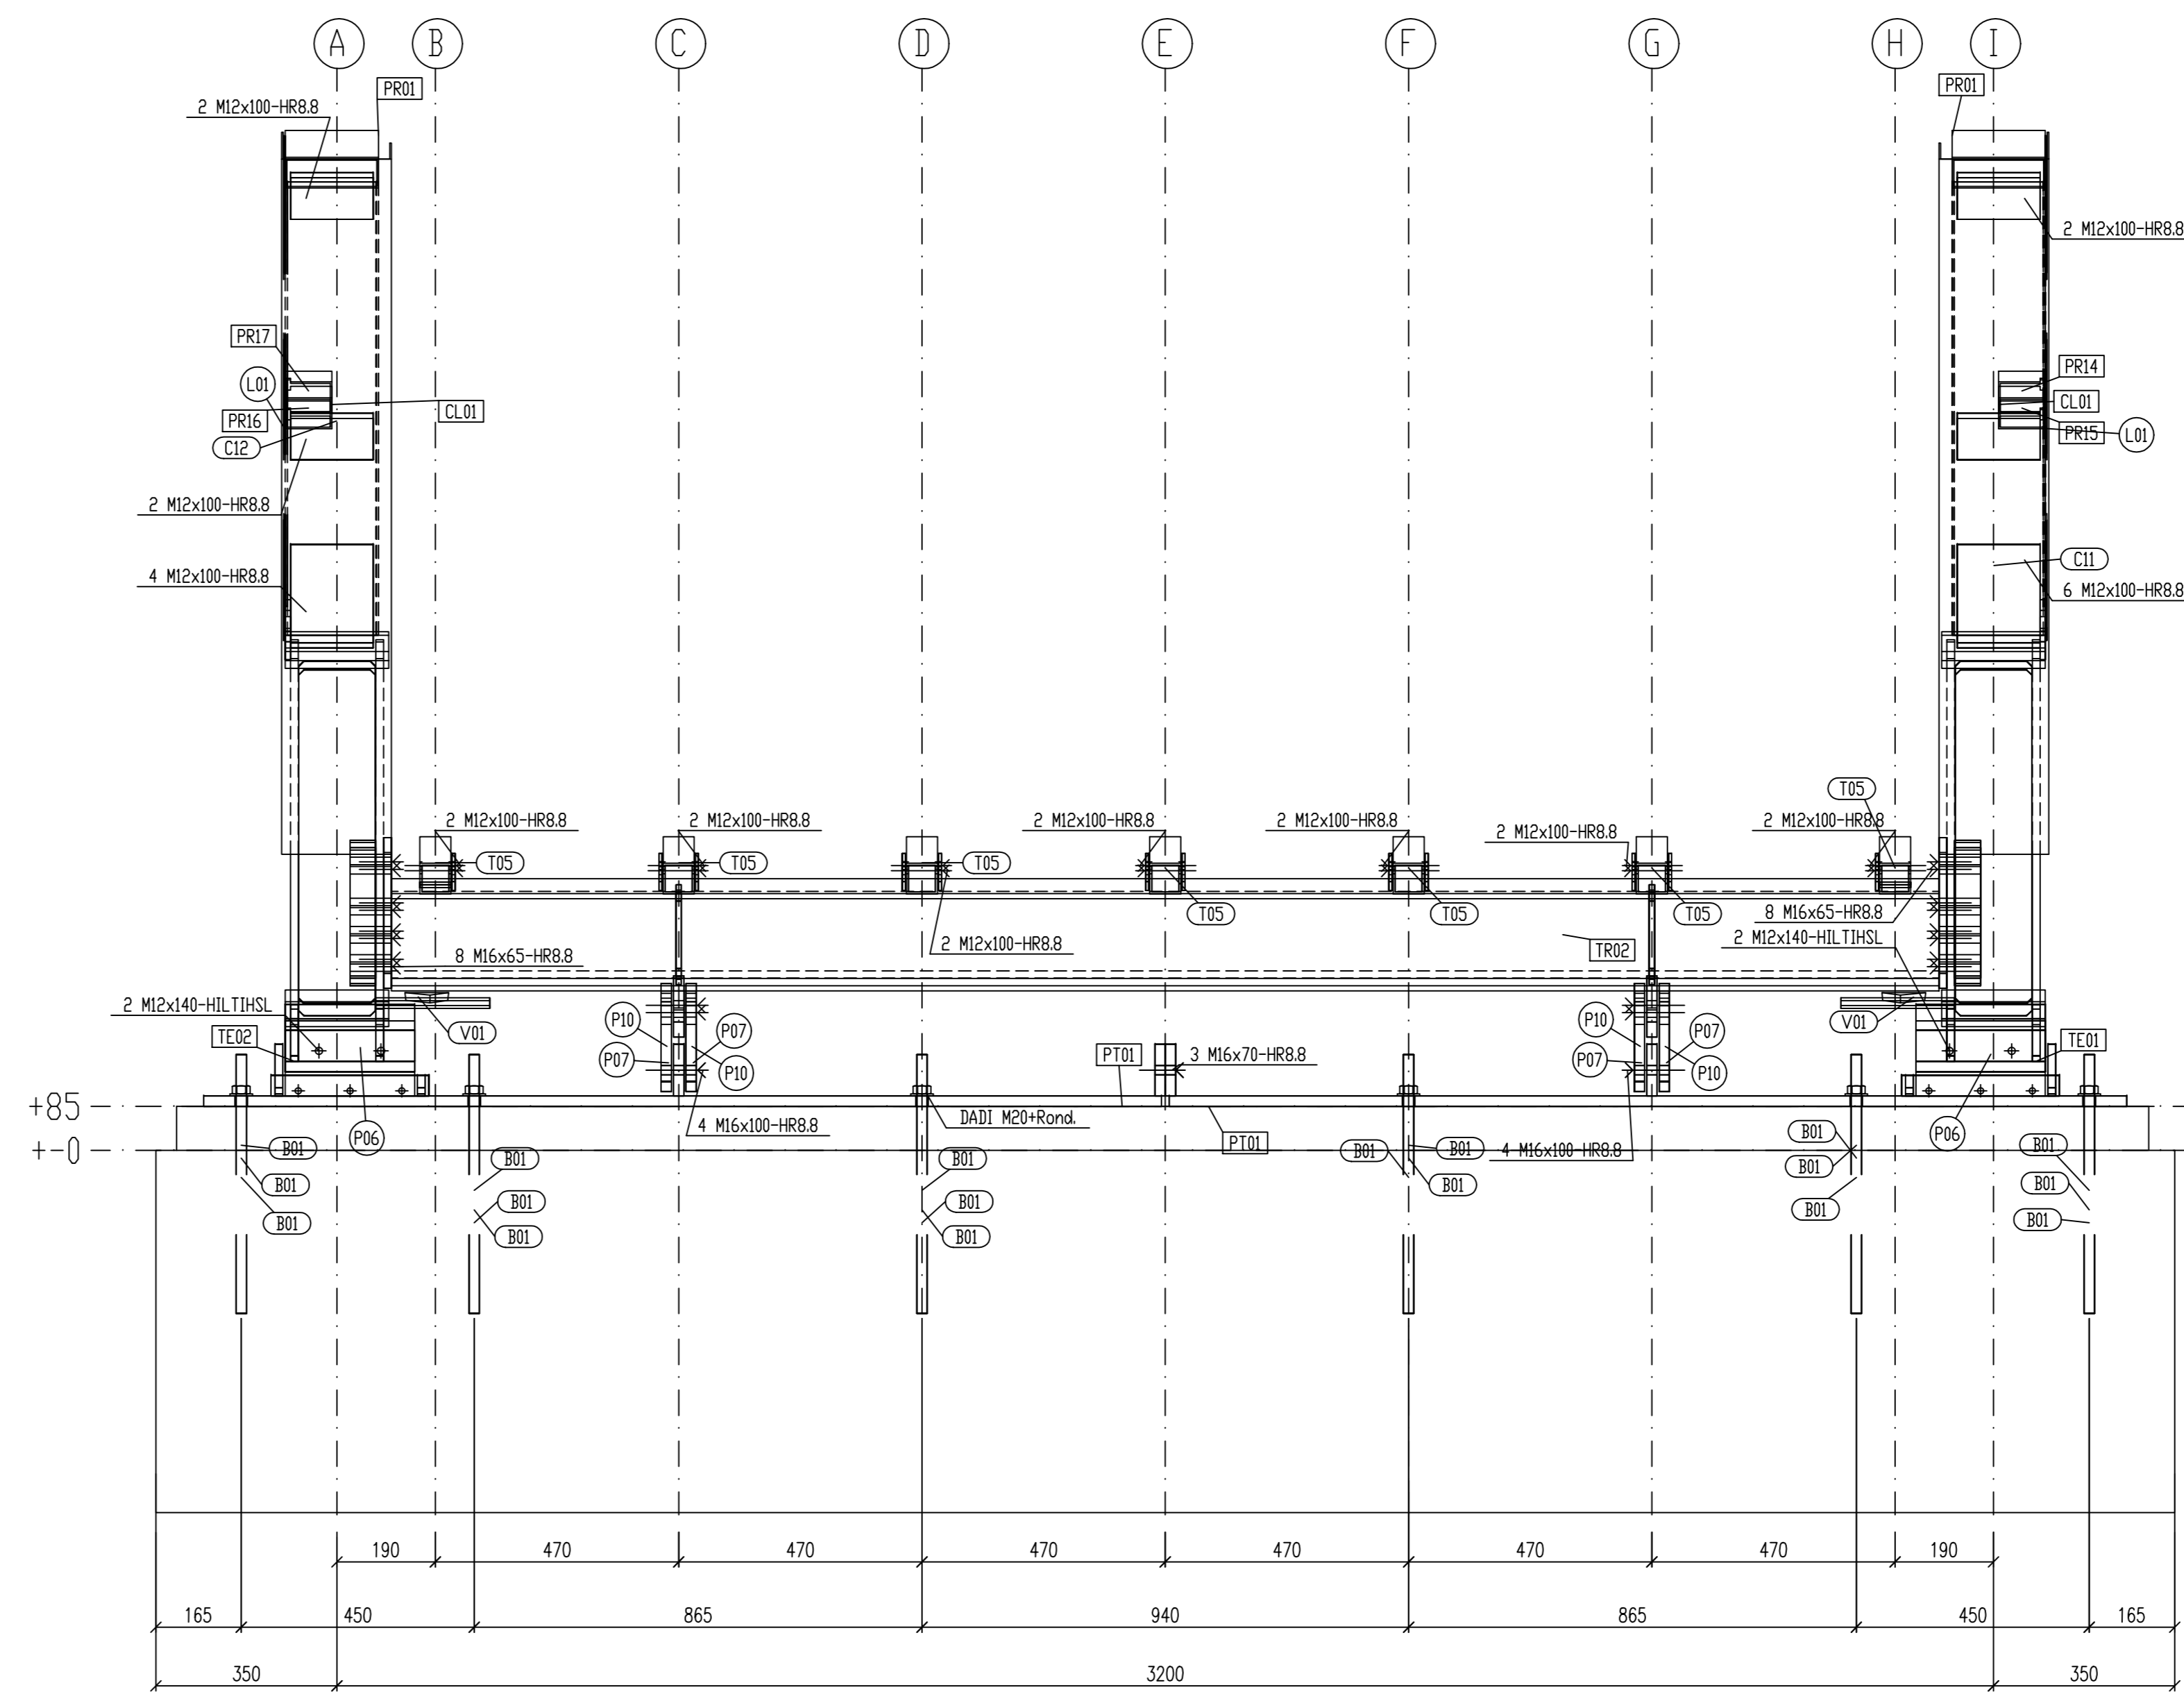 A B C D E F G H I
PR01 PR01
2 M12x100-HR8.8
2 M12x100-HR8.8
PR17
PR14
L01
CL01
CL01
PR16
PR15
L01
C12
2 M12x100-HR8.8
C11
4 M12x100-HR8.8
6 M12x100-HR8.8
T05
2 M12x100-HR8.8 2 M12x100-HR8.8 2 M12x100-HR8.8 2 M12x100-HR8.8 2 M12x100-HR8.8 2 M12x100-HR8.8
T05 T05 T05
T05 T05 T05
8 M16x65-HR8.8
2 M12x100-HR8.8
2 M12x140-HILTIHSL
TR02
8 M16x65-HR8.8
2 M12x140-HILTIHSL
V01
V01
TE02
P10
P07
P10
P07
TE01
P07
P10
P07
P10
PT01
3 M16x70-HR8.8
+85
4 M16x100-HR8.8
DADI M20+Rond.
P06
P06
PT01
4 M16x100-HR8.8
+-0
B01 B01 B01 B01 B01 B01 B01
B01 B01 B01 B01 B01 B01
B01 B01 B01 B01 B01
190 470 470 470 470 470 470 190
165 450 865 940 865 450 165
350 3200 350